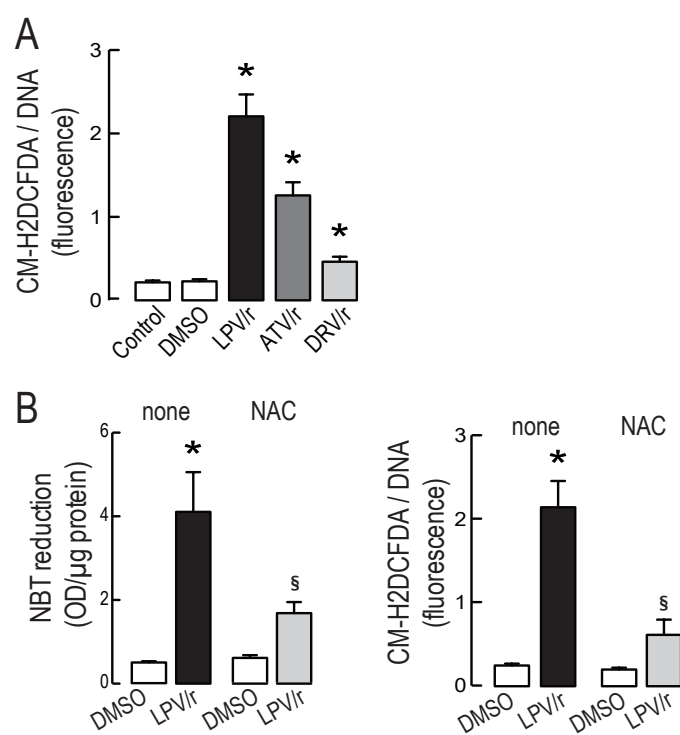 A
CM-H2DCFDA / DNA
(fluorescence)
3
2
1
0
*
*
*
Control
DMSO
LPV/r
ATV/r
DRV/r
B
none
NAC
NBT reduction
(OD/µg protein)
6
4
2
0
*
§
DMSO
LPV/r
DMSO
LPV/r
none
NAC
CM-H2DCFDA / DNA
(fluorescence)
3
2
1
0
*
§
DMSO
LPV/r
DMSO
LPV/r